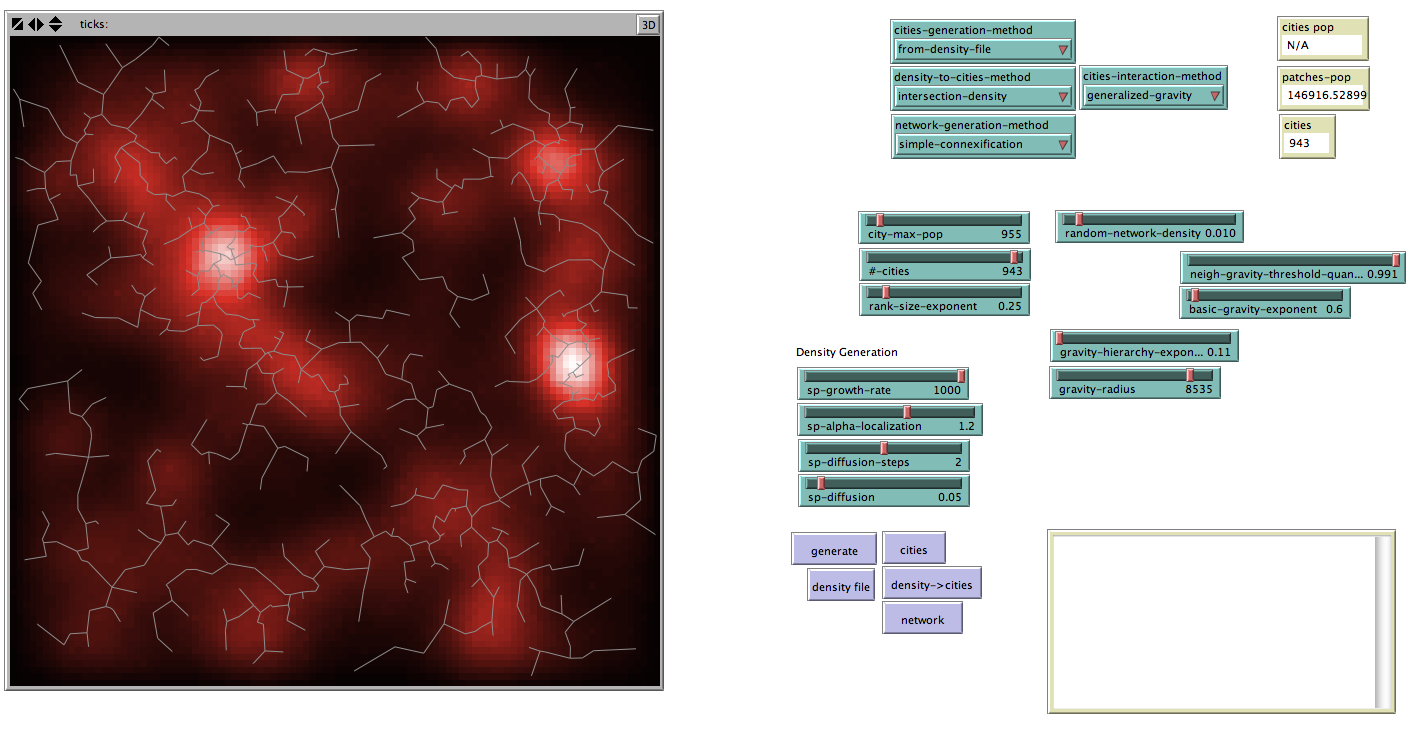 ticks:
3D
cities-generation-method
from-density-file
density-to-cities-method
intersection-density
cities-interaction-method
generalized-gravity
network-generation-method
simple-connexification
cities pop
N/A
patches-pop
146916.52899
cities
943
city-max-pop 955
#-cities 943
rank-size-exponent 0.25
random-network-density 0.010
neigh-gravity-threshold-quan... 0.991
basic-gravity-exponent 0.6
gravity-hierarchy-expon... 0.11
gravity-radius 8535
Density Generation
sp-growth-rate 1000
sp-alpha-localization 1.2
sp-diffusion-steps 2
sp-diffusion 0.05
generate
cities
density file
density->cities
network